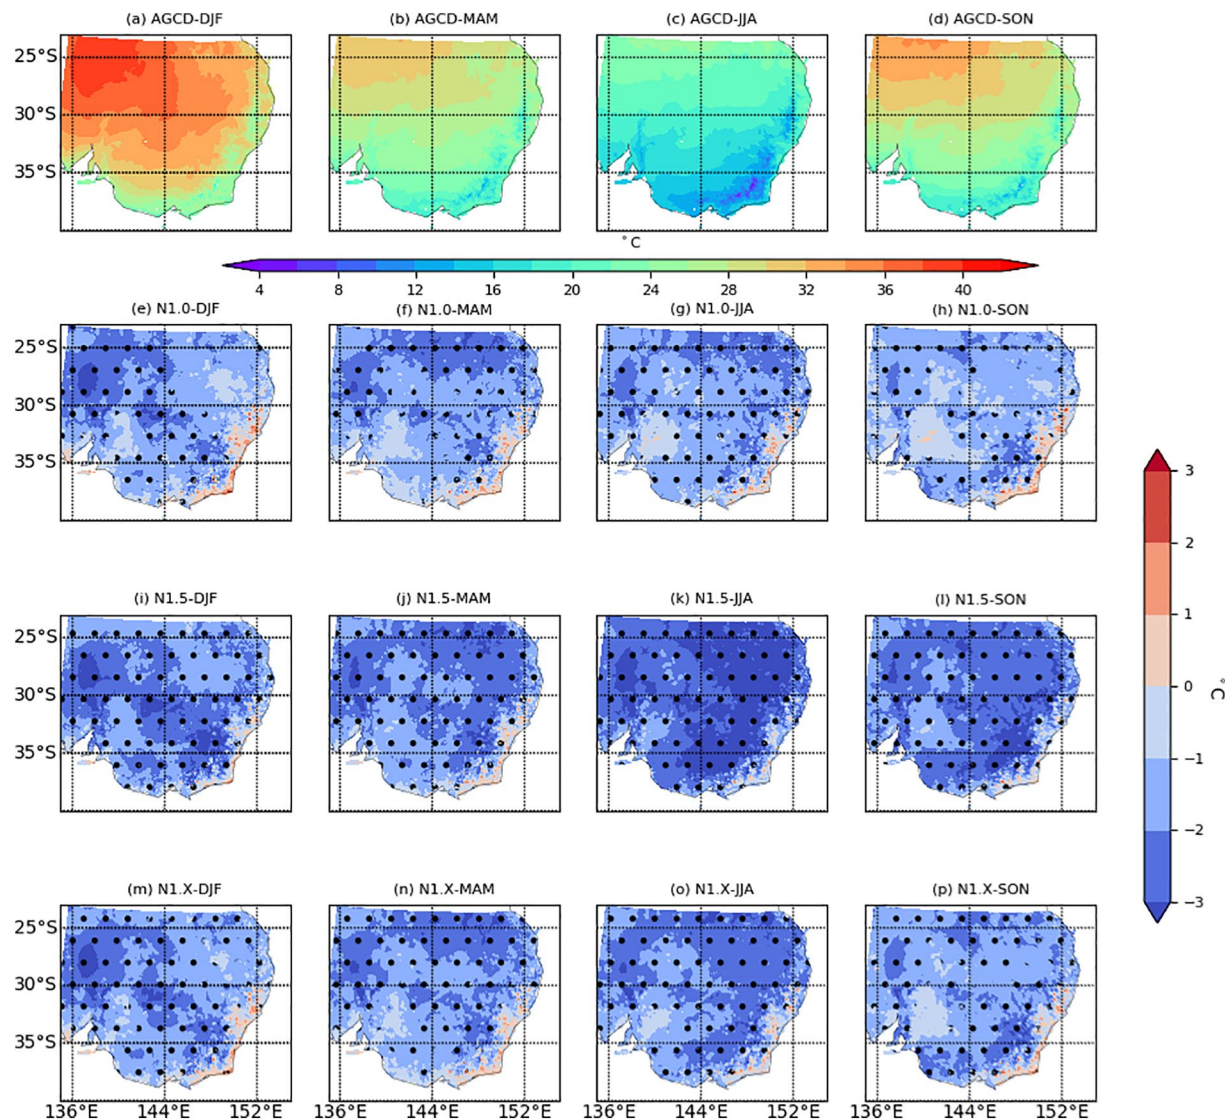 (a) AGCD-DJF (b) AGCD-MAM (c) AGCD-JJA (d) AGCD-SON
25°S
30°S
35°S
°C
4 8 12 16 20 24 28 32 36 40
(e) N1.0-DJF (f) N1.0-MAM (g) N1.0-JJA (h) N1.0-SON
25°S
30°S
35°S
(i) N1.5-DJF (j) N1.5-MAM (k) N1.5-JJA (l) N1.5-SON
25°S
30°S
35°S
(m) N1.X-DJF (n) N1.X-MAM (o) N1.X-JJA (p) N1.X-SON
25°S
30°S
35°S
136°E 144°E 152°E 136°E 144°E 152°E 136°E 144°E 152°E 136°E 144°E 152°E
3
2
1
0
−1
−2
−3
°C